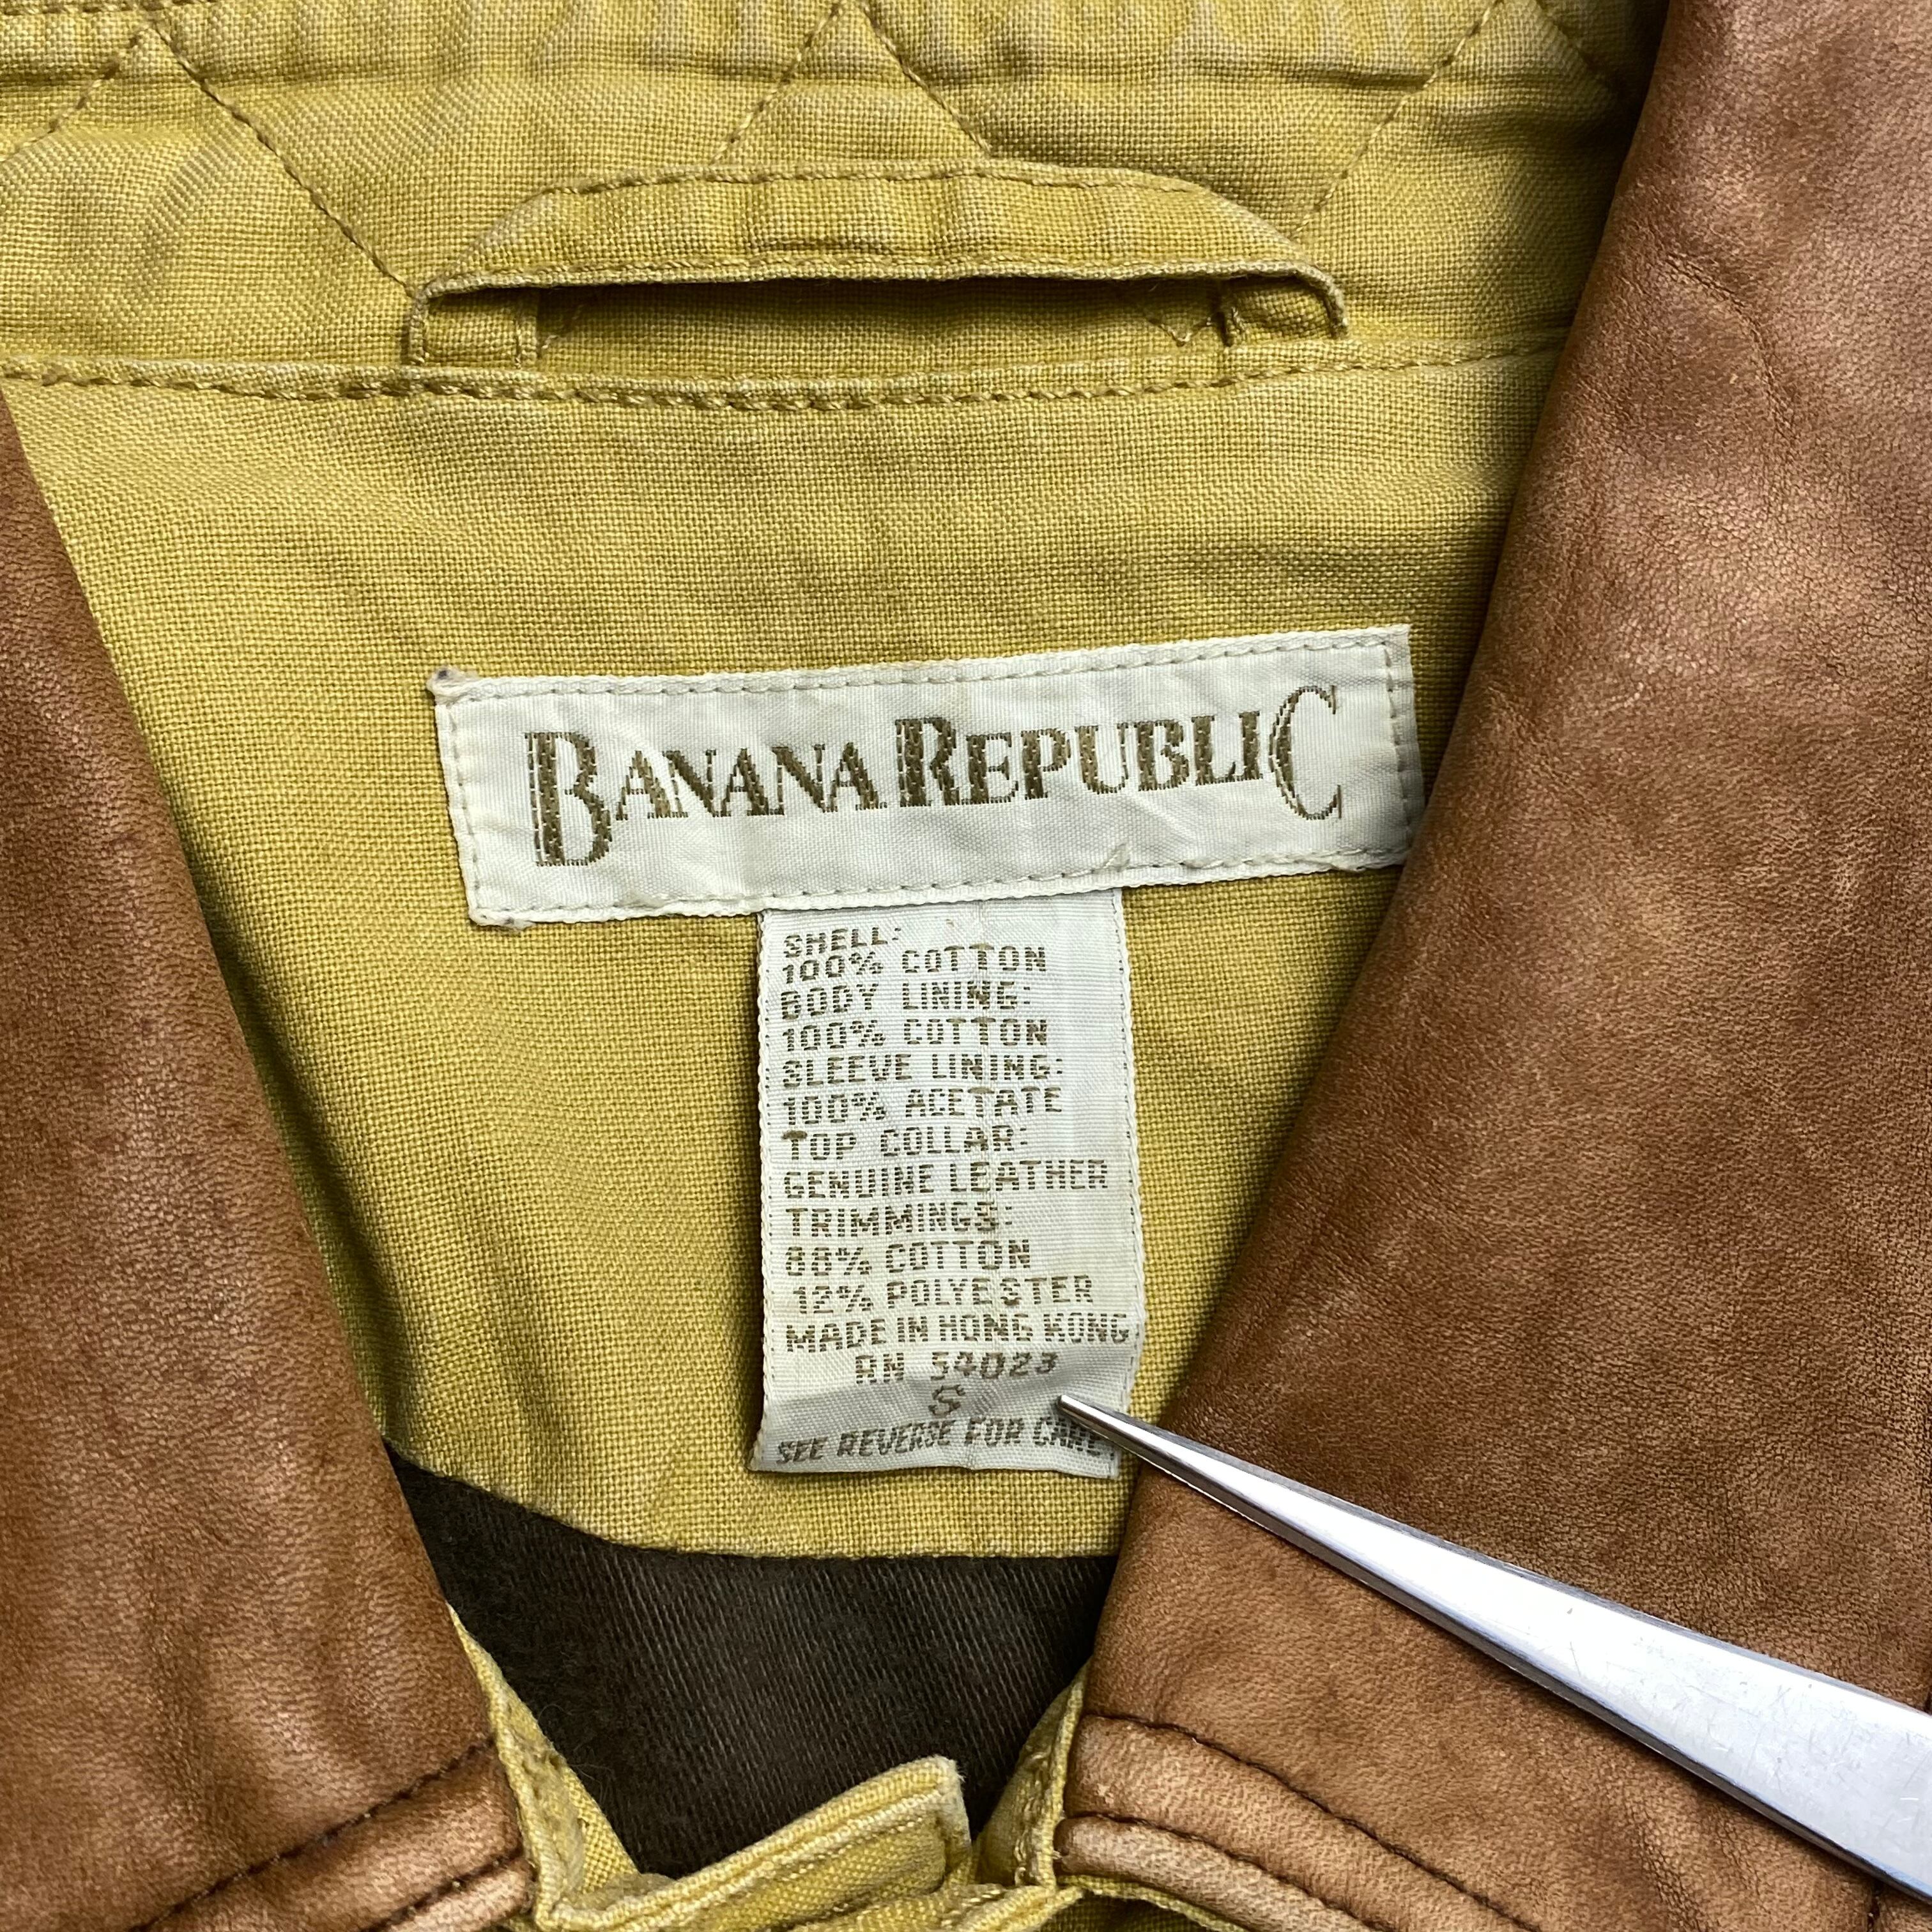 BANANA REPUBLIC
SHELL:
100% COTTON
BODY LINING:
100% COTTON
SLEEVE LINING:
100% ACETATE
TOP COLLAR:
GENUINE LEATHER
TRIMMINGS:
88% COTTON
12% POLYESTER
MADE IN HONG KONG
RN 54023
S
SEE REVERSE FOR CARE